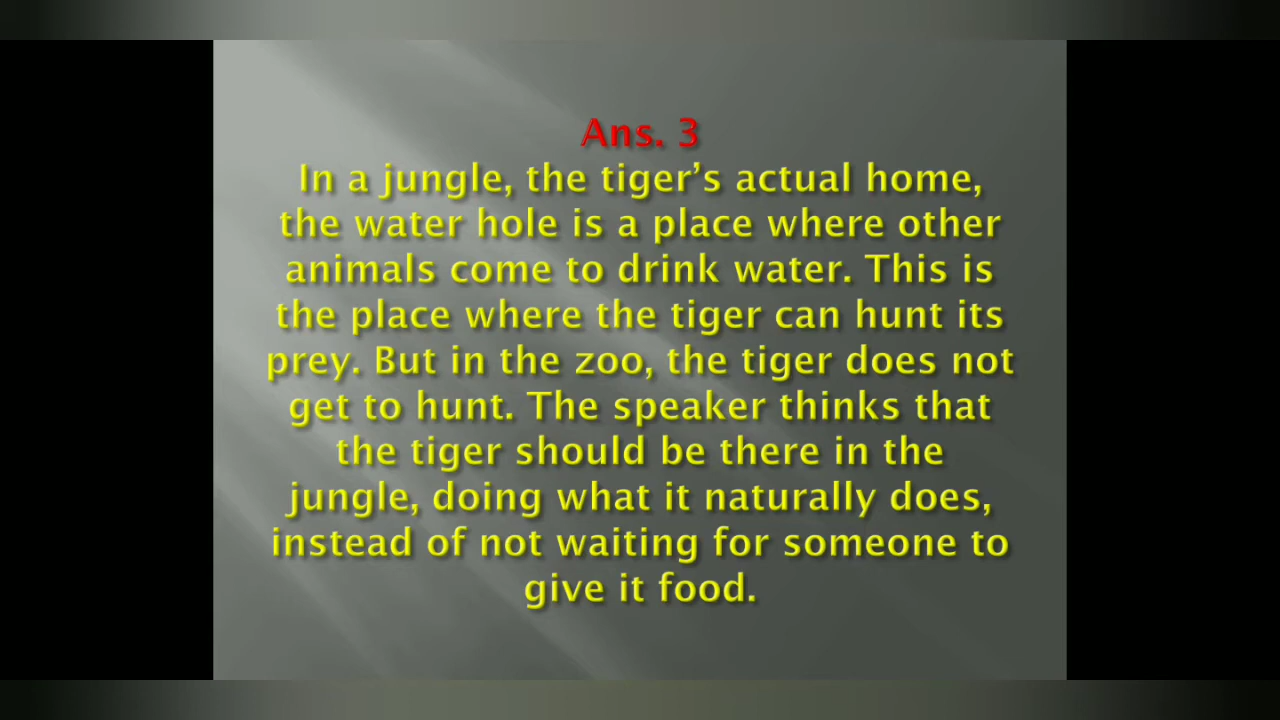 Ans. 3
In a jungle, the tiger’s actual home,
the water hole is a place where other
animals come to drink water. This is
the place where the tiger can hunt its
prey. But in the zoo, the tiger does not
get to hunt. The speaker thinks that
the tiger should be there in the
jungle, doing what it naturally does,
instead of not waiting for someone to
give it food.